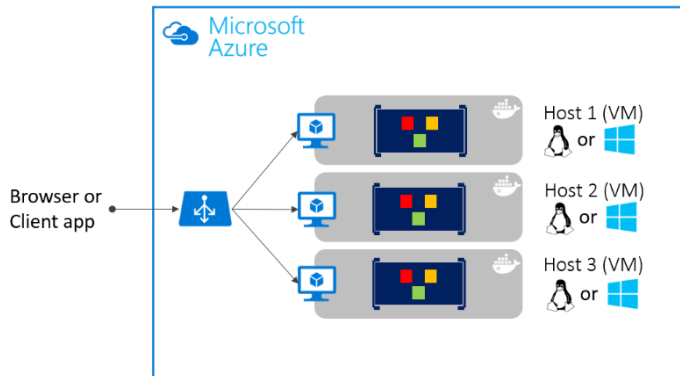 Microsoft
Azure
Host 1 (VM)
or
Host 2 (VM)
or
Browser or
Client app
Host 3 (VM)
or